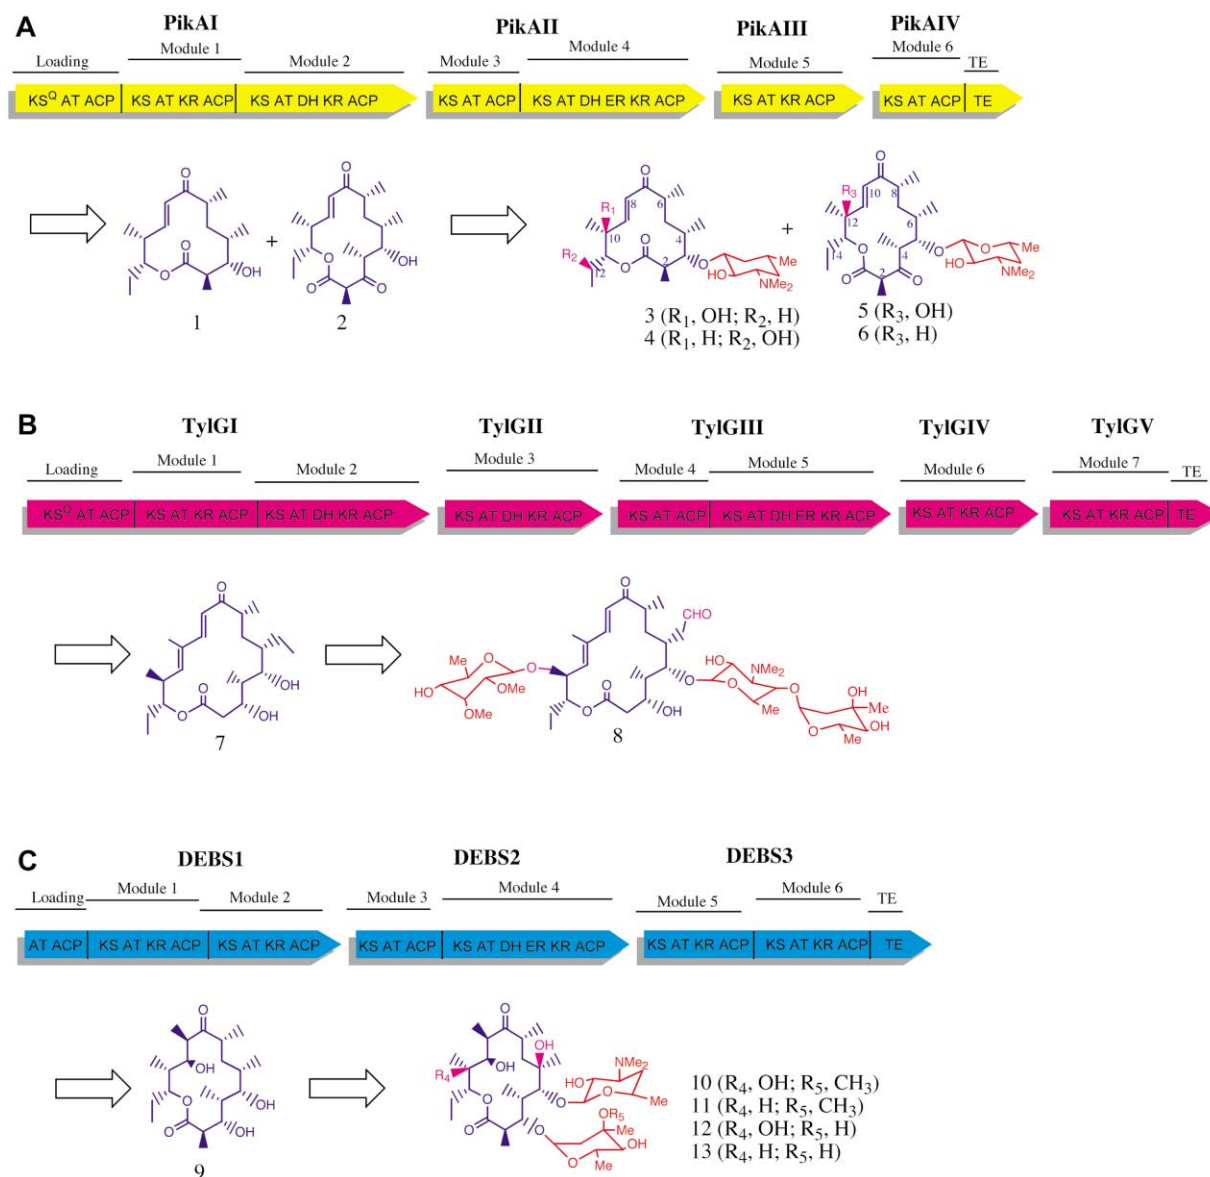 A
PikAI PikAII PikAIII PikAIV
Loading Module 1 Module 2 Module 3 Module 4 Module 5 Module 6 TE
KSQ AT ACP KS AT KR ACP KS AT DH KR ACP KS AT ACP KS AT DH ER KR ACP KS AT KR ACP KS AT ACP TE
O O O O
R1 8 6 R3 10 8
10 4 12 6
O O OH O O R2 12 O O 2 O Me HO NMe2 14 O 4 O O Me HO NMe2
OH + O O O + O 2 O
1 2
3 (R1, OH; R2, H)
4 (R1, H; R2, OH)
5 (R3, OH)
6 (R3, H)
B
TylGI TylGII TylGIII TylGIV TylGV
Loading Module 1 Module 2 Module 3 Module 4 Module 5 Module 6 Module 7 TE
KSQ AT ACP KS AT KR ACP KS AT DH KR ACP KS AT DH KR ACP KS AT ACP KS AT DH ER KR ACP KS AT KR ACP KS AT KR ACP TE
O O CHO
Me O O O HO NMe2
OH HO OMe O O O OH
O O OMe O O Me Me
OH OH O Me OH
7 8
C
DEBS1 DEBS2 DEBS3
Loading Module 1 Module 2 Module 3 Module 4 Module 5 Module 6 TE
AT ACP KS AT KR ACP KS AT KR ACP KS AT ACP KS AT DH ER KR ACP KS AT KR ACP KS AT KR ACP TE
O O OH
OH R4 OH NMe2
HO
O OH O O O Me
O OH O O OR5 Me OH
O Me
9
10 (R4, OH; R5, CH3)
11 (R4, H; R5, CH3)
12 (R4, OH; R5, H)
13 (R4, H; R5, H)